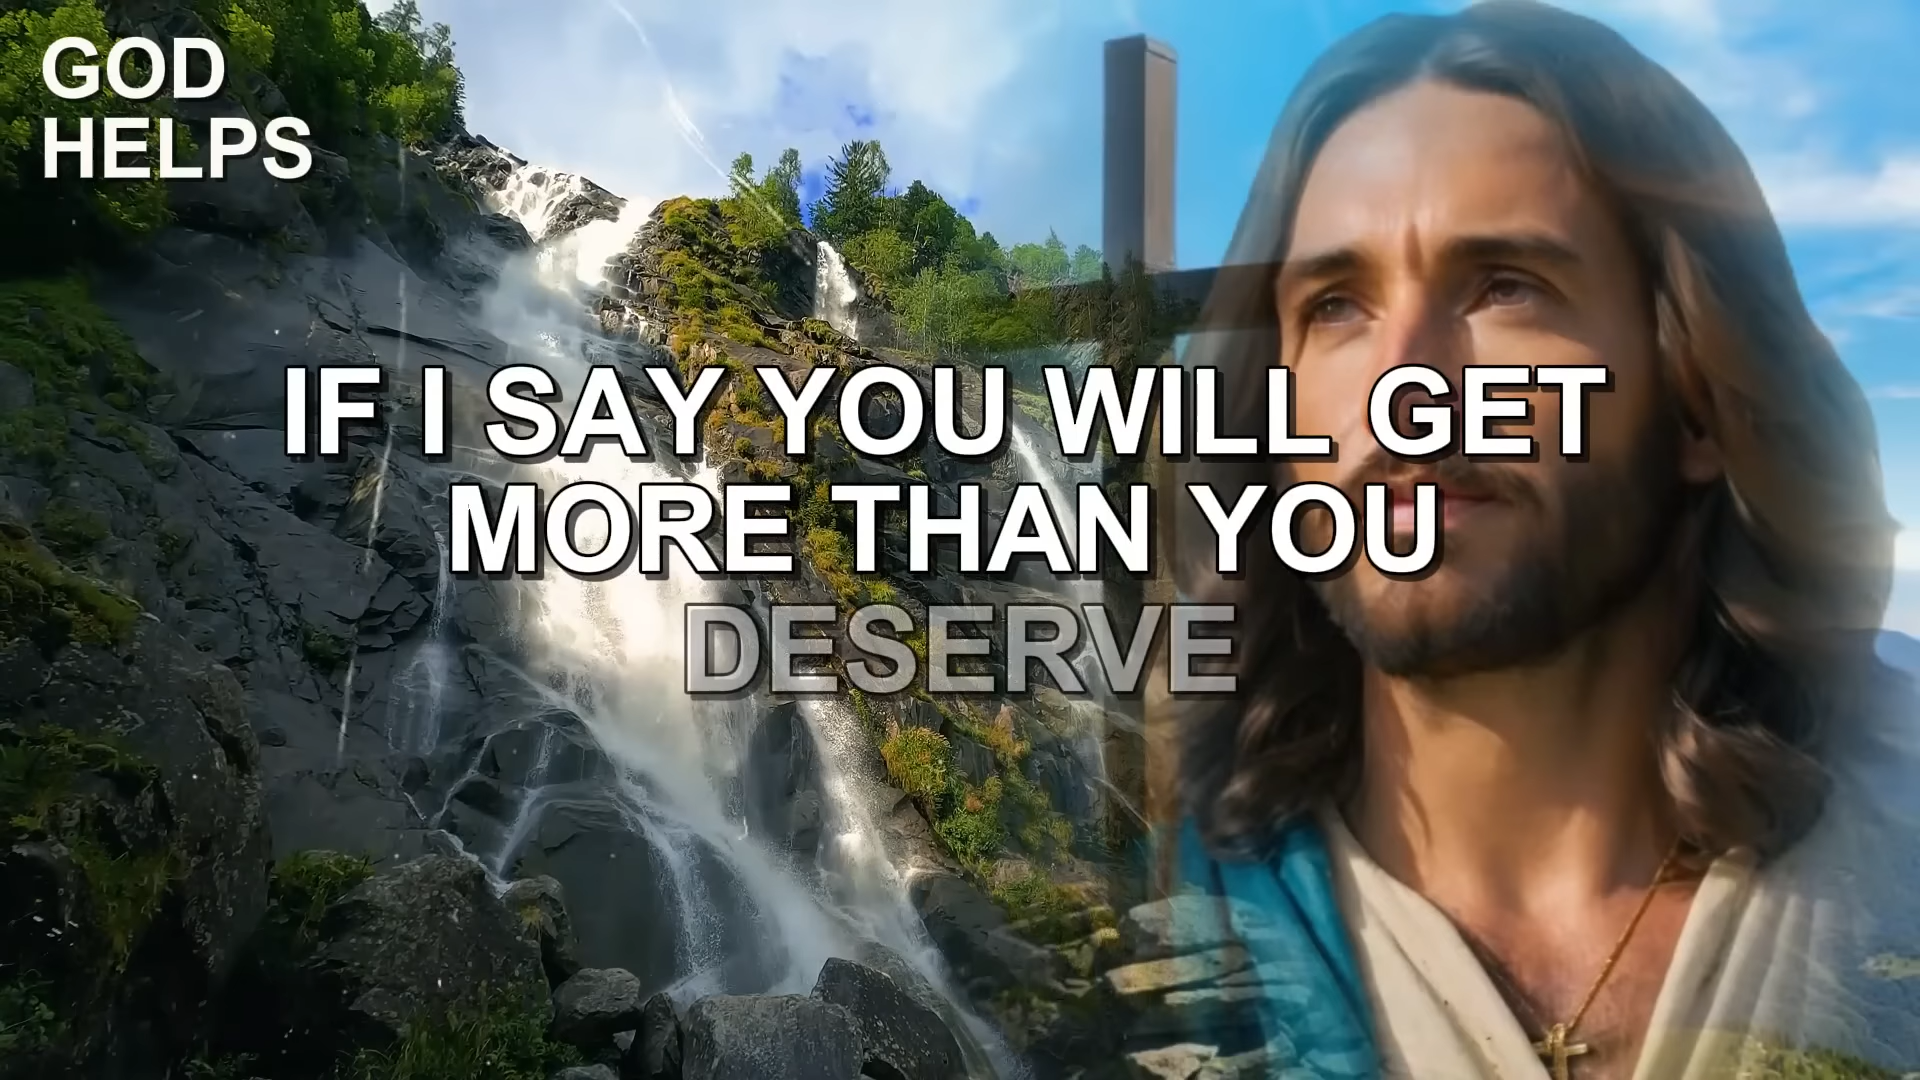 GOD
HELPS
IF I SAY YOU WILL GET
MORE THAN YOU
DESERVE